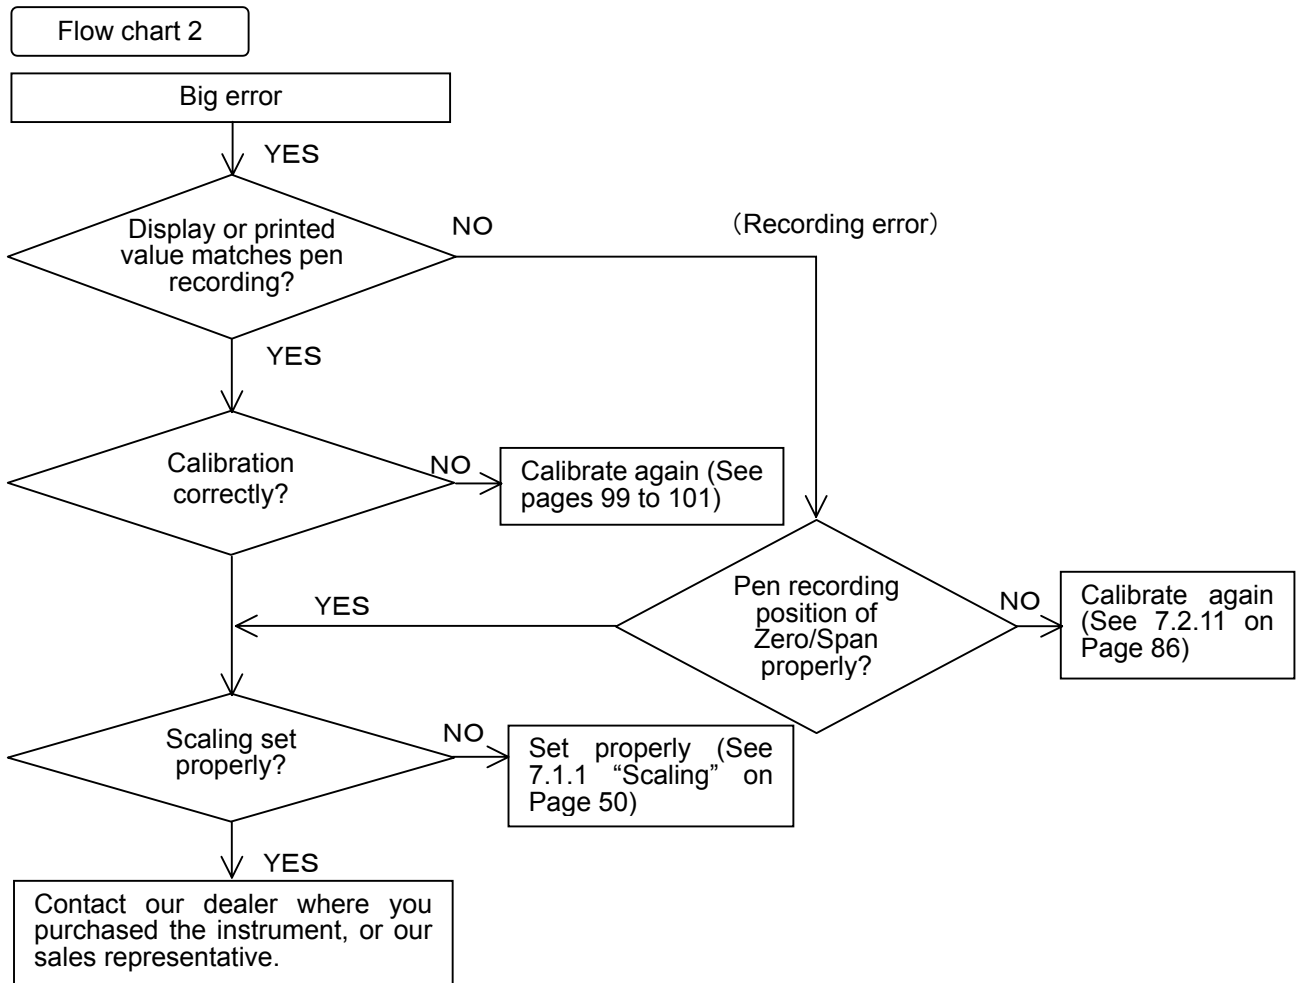 Flow chart 2
Big error
YES
Display or printed
value matches pen
recording?
NO
（Recording error）
YES
Calibration
correctly?
NO
Calibrate again (See
pages 99 to 101)
Pen recording
position of
Zero/Span
properly?
YES
NO
Calibrate again
(See 7.2.11 on
Page 86)
Scaling set
properly?
NO
Set properly (See
7.1.1 “Scaling” on
Page 50)
YES
Contact our dealer where you
purchased the instrument, or our
sales representative.